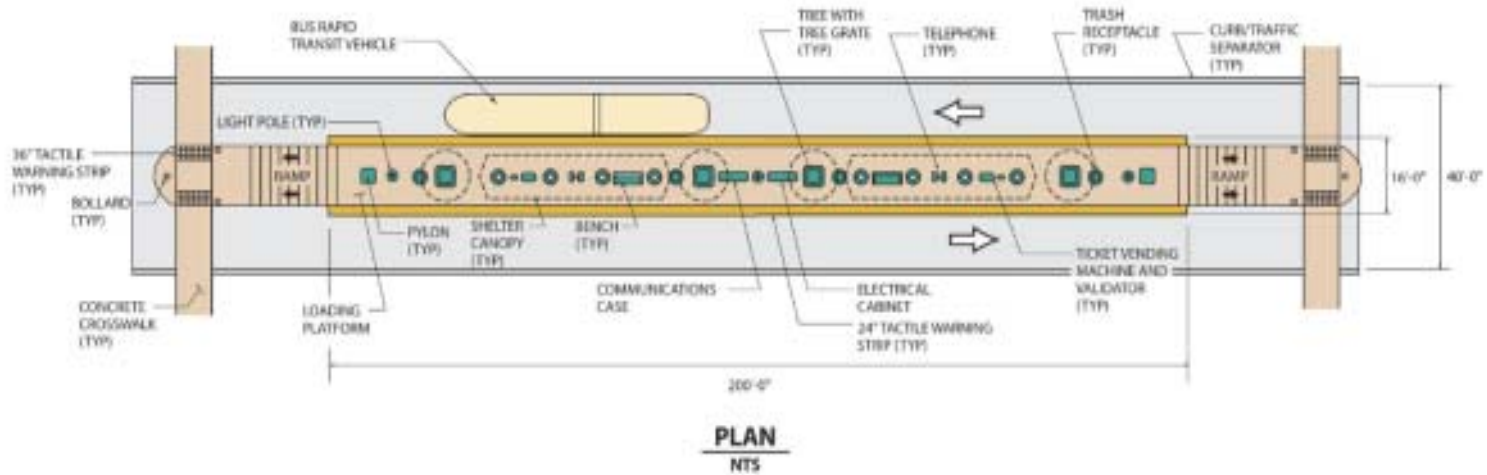 BUS RAPID
TRANSIT VEHICLE
TREE WITH
TREE GRATE
(TYP)
TELEPHONE
(TYP)
TRASH
RECEPTACLE
(TYP)
CURB/TRAFFIC
SEPARATOR
(TYP)
LIGHT POLE (TYP)
36" TACTILE
WARNING STRIP
(TYP)
BOLLARD
(TYP)
RAMP
RAMP
16'-0"
40'-0"
PYLON
(TYP)
SHELTER
CANOPY
(TYP)
BENCH
(TYP)
CONCRETE
CROSSWALK
(TYP)
LOADING
PLATFORM
COMMUNICATIONS
CASE
ELECTRICAL
CABINET
24" TACTILE WARNING
STRIP (TYP)
TICKET VENDING
MACHINE AND
VALIDATOR
(TYP)
200'-0"
PLAN
NTS